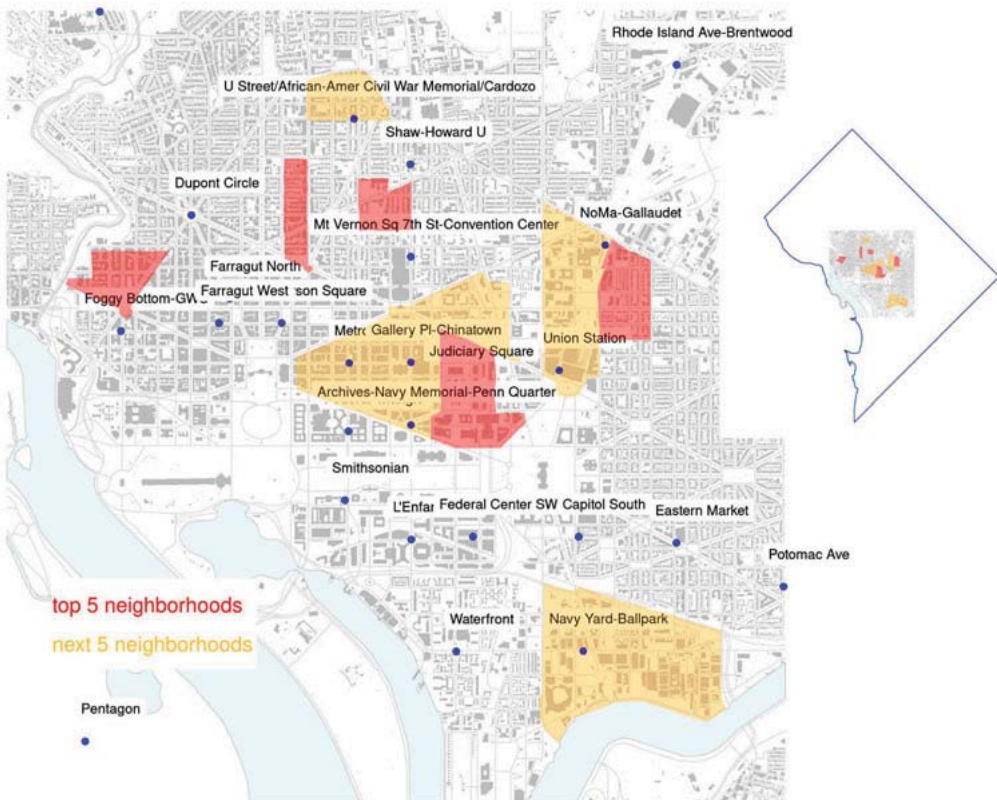 Rhode Island Ave-Brentwood
U Street/African-Amer Civil War Memorial/Cardozo
Shaw-Howard U
Dupont Circle
NoMa-Gallaudet
Mt Vernon Sq 7th St-Convention Center
Farragut North
Farragut West son Square
Foggy Bottom-GW
Metr Gallery Pl-Chinatown
Union Station
Judiciary Square
Archives-Navy Memorial-Penn Quarter
Smithsonian
L'Enfar Federal Center SW Capitol South
Eastern Market
Potomac Ave
top 5 neighborhoods
Waterfront
Navy Yard-Ballpark
next 5 neighborhoods
Pentagon